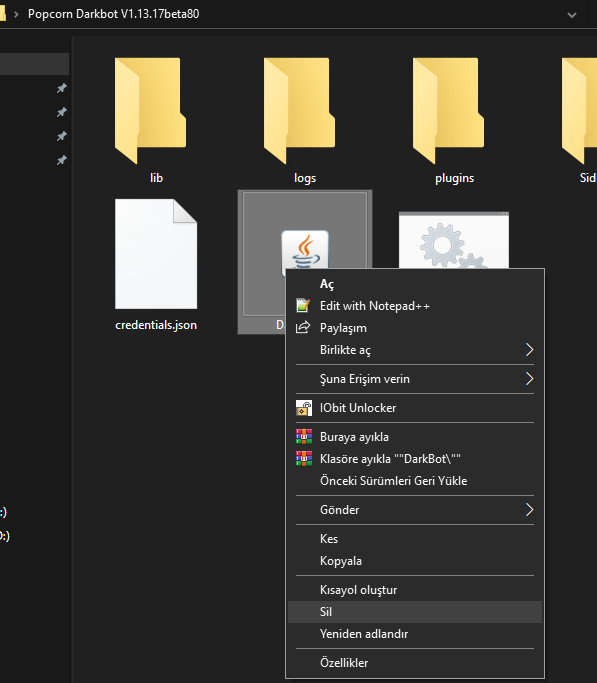 Popcorn Darkbot V1.13.17beta80
lib
logs
plugins
Sid
credentials.json
D
Aç
Edit with Notepad++
Paylaşım
Birlikte aç
Şuna Erişim verin
IObit Unlocker
Buraya ayıkla
Klasöre ayıkla ""DarkBot\""
Önceki Sürümleri Geri Yükle
Gönder
:)
Kes
O:)
Kopyala
Kısayol oluştur
Sil
Yeniden adlandır
Özellikler